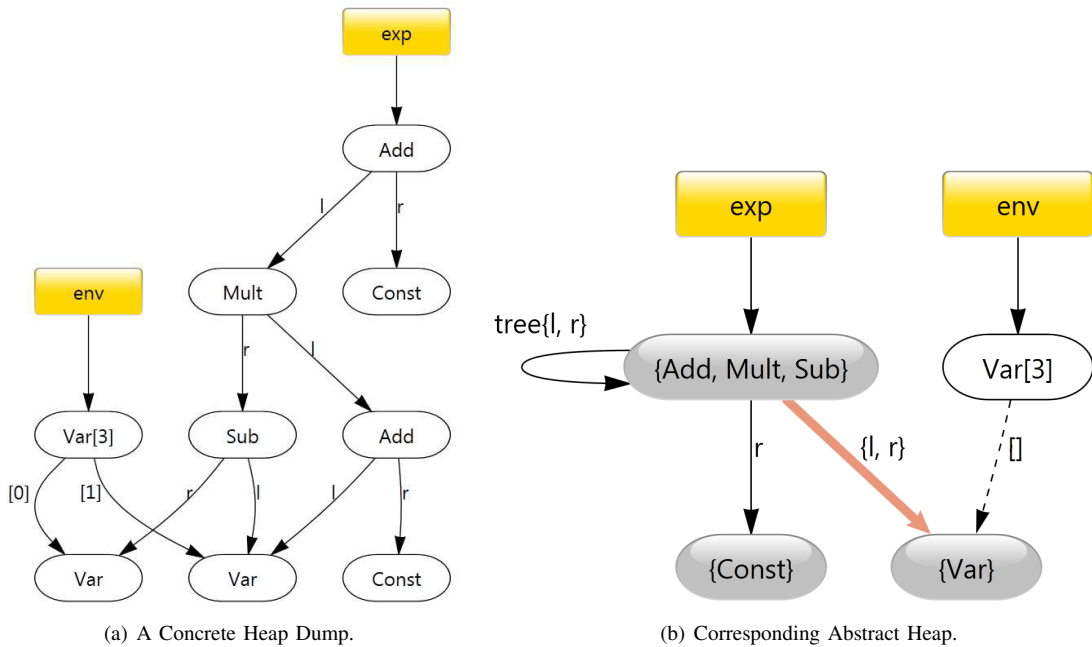 exp
Add
l
r
Mult
Const
env
r
l
Var[3]
Sub
Add
[0]
[1]
r
l
l
r
Var
Var
Const
(a) A Concrete Heap Dump.
exp
env
tree{l, r}
{Add, Mult, Sub}
Var[3]
r
{l, r}
[]
{Const}
{Var}
(b) Corresponding Abstract Heap.